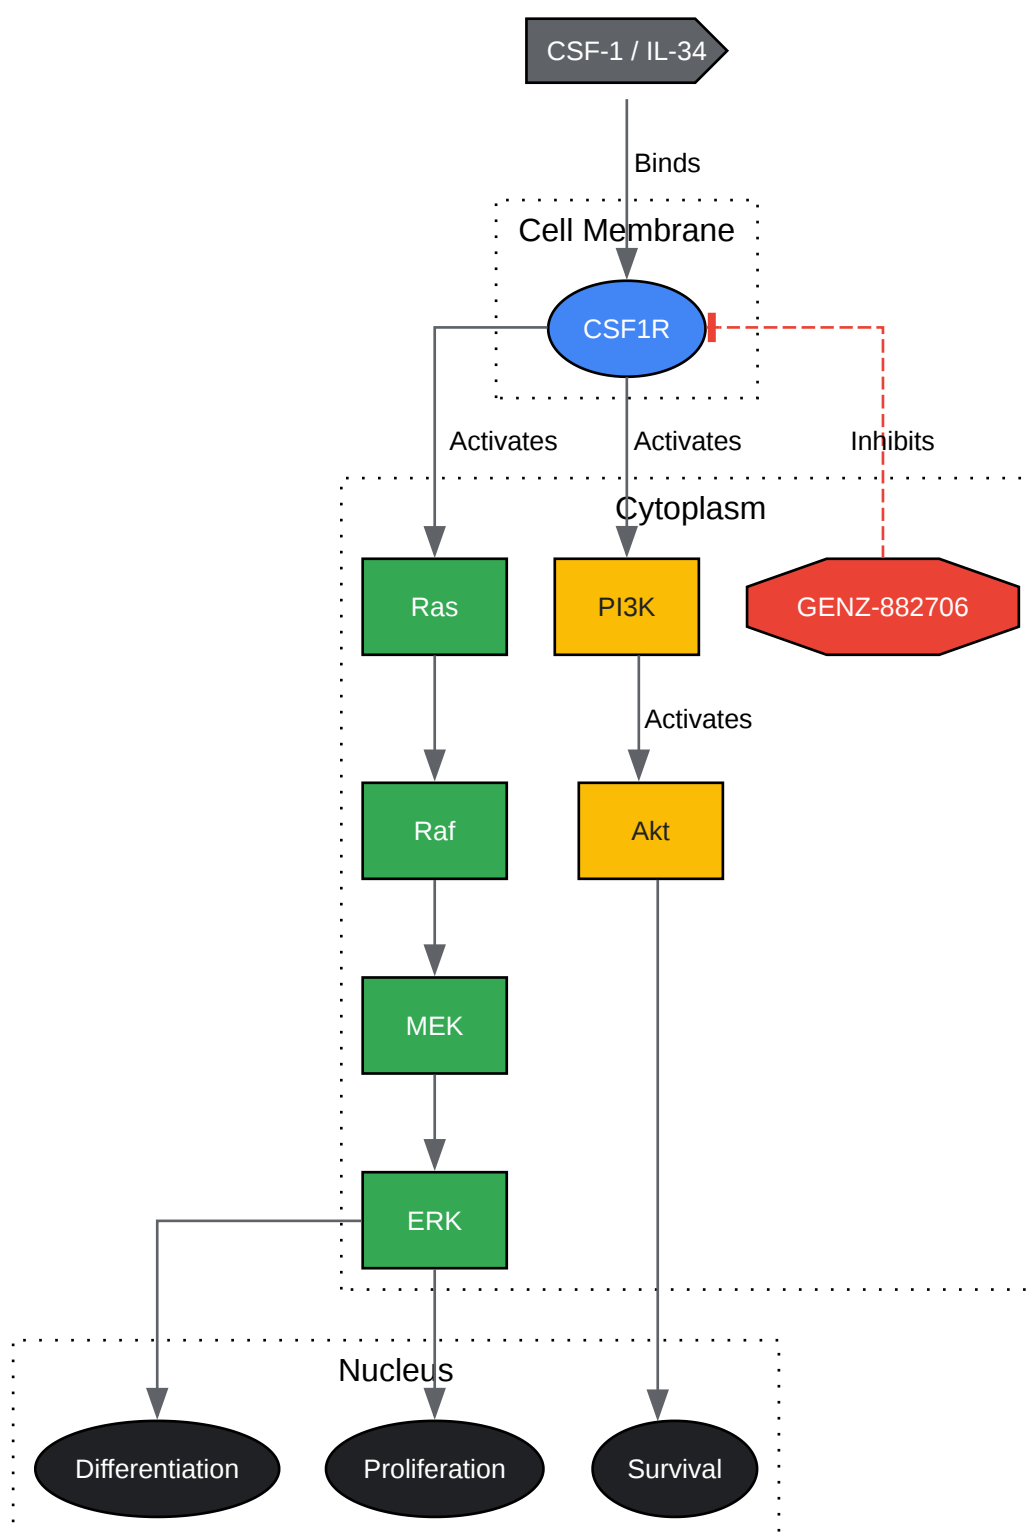 CSF-1 / IL-34
Binds
Cell Membrane
CSF1R
Activates
Activates
Inhibits
Cytoplasm
Ras
PI3K
GENZ-882706
Activates
Raf
Akt
MEK
ERK
Nucleus
Differentiation
Proliferation
Survival